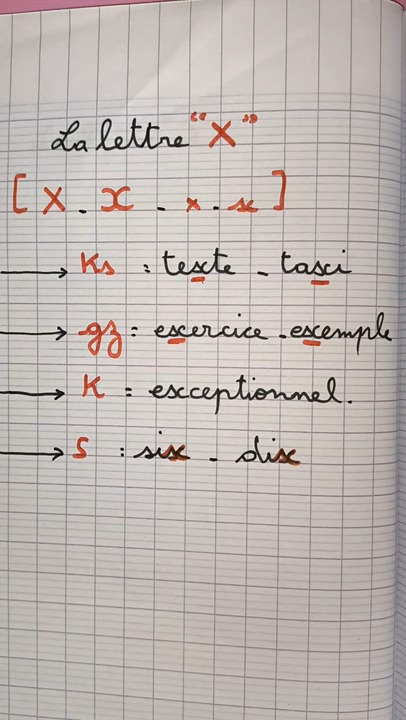 La lettre "X"
[ X - X - x - x ]
→ Ks : texte - taxi
→ gz : exercice - exemple
→ K = exceptionnel.
→ S : six - dix